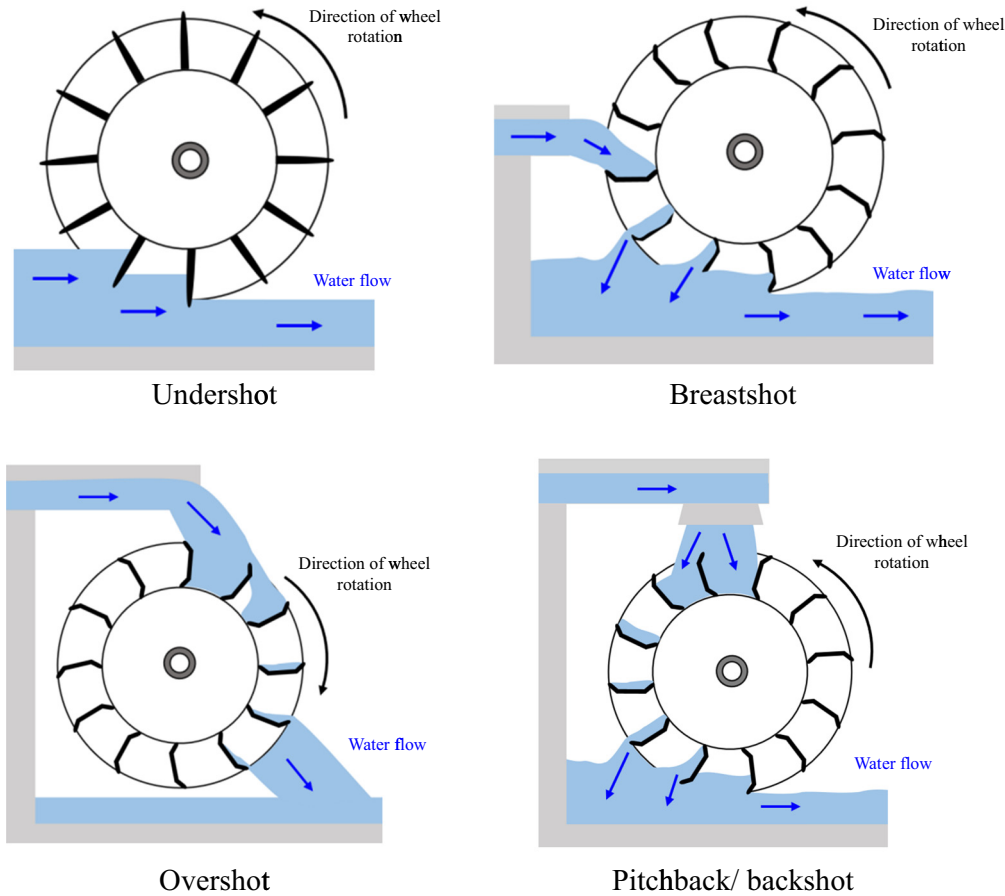 Direction of wheel
rotation
Water flow
Undershot
Direction of wheel
rotation
Water flow
Breastshot
Direction of wheel
rotation
Water flow
Overshot
Direction of wheel
rotation
Water flow
Pitchback/ backshot